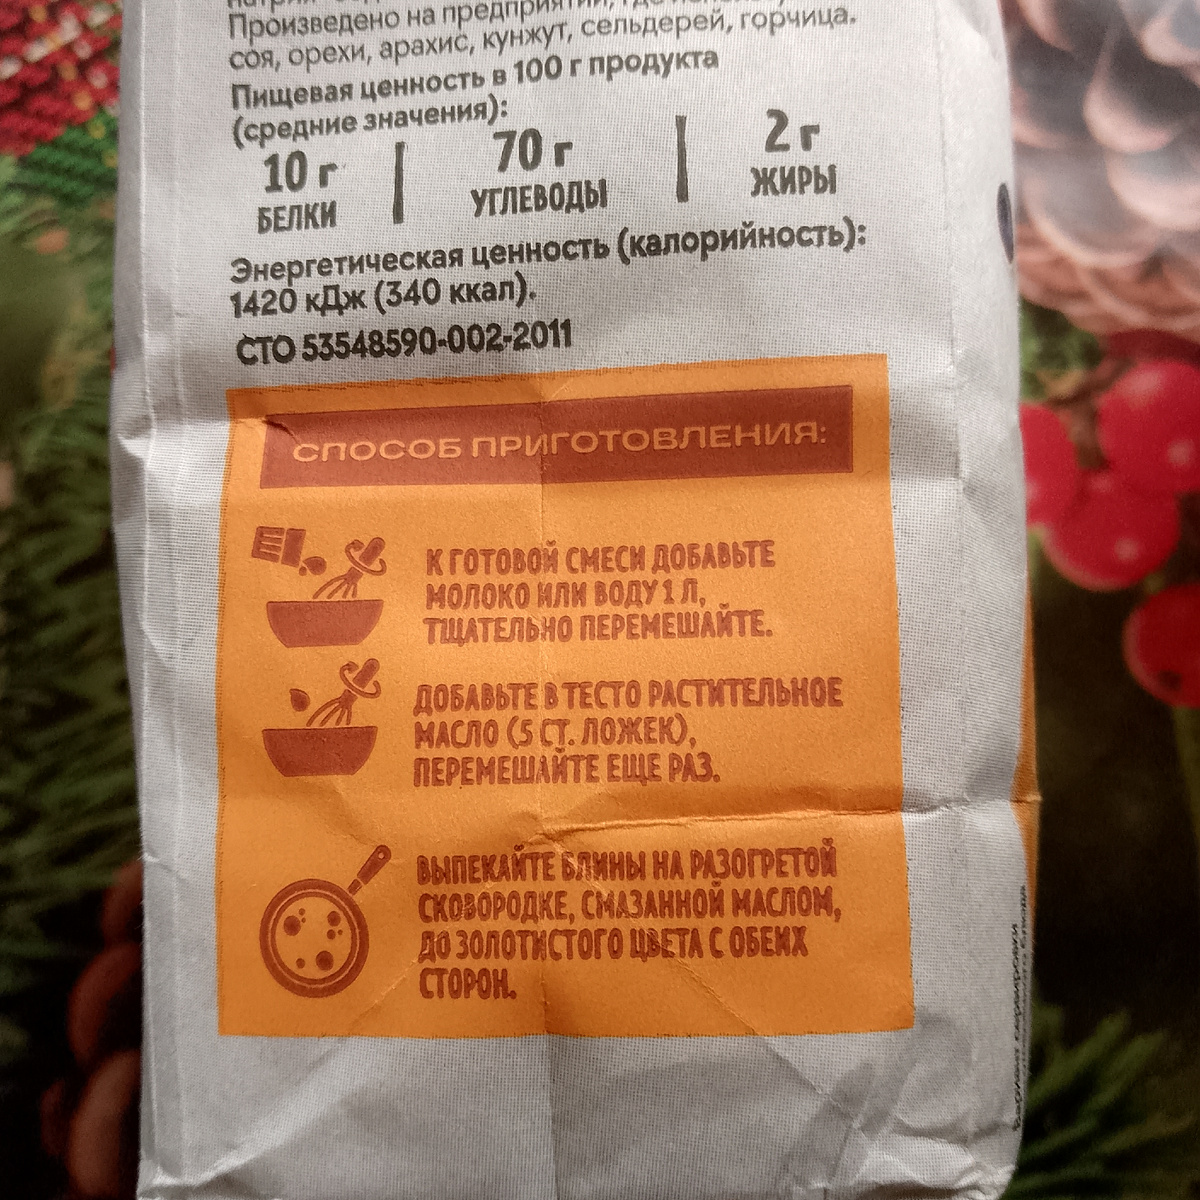 Произведено на предприятии, где
соя, орехи, арахис, кунжут, сельдерей, горчица.
Пищевая ценность в 100 г продукта
(средние значения):
10 г
БЕЛКИ
70 г
УГЛЕВОДЫ
2 г
ЖИРЫ
Энергетическая ценность (калорийность):
1420 кДж (340 ккал).
СТО 53548590-002-2011
СПОСОБ ПРИГОТОВЛЕНИЯ:
К ГОТОВОЙ СМЕСИ ДОБАВЬТЕ
МОЛОКО ИЛИ ВОДУ 1 Л,
ТЩАТЕЛЬНО ПЕРЕМЕШАЙТЕ.
ДОБАВЬТЕ В ТЕСТО РАСТИТЕЛЬНОЕ
МАСЛО (5 СТ. ЛОЖЕК),
ПЕРЕМЕШАЙТЕ ЕЩЕ РАЗ.
ВЫПЕКАЙТЕ БЛИНЫ НА РАЗОГРЕТОЙ
СКОВОРОДКЕ, СМАЗАННОЙ МАСЛОМ,
ДО ЗОЛОТИСТОГО ЦВЕТА С ОБЕИХ
СТОРОН.
Вариант сервировки